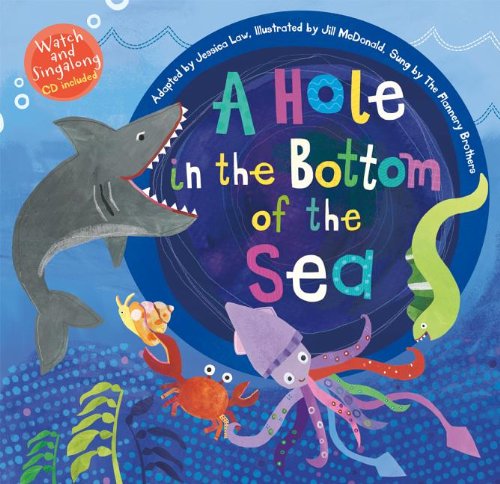 Watch
and
Singalong
CD included
Adapted by Jessica Law, Illustrated by Jill McDonald, Sung by The Flannery Brothers
A Hole
in the Bottom
of the
Sea